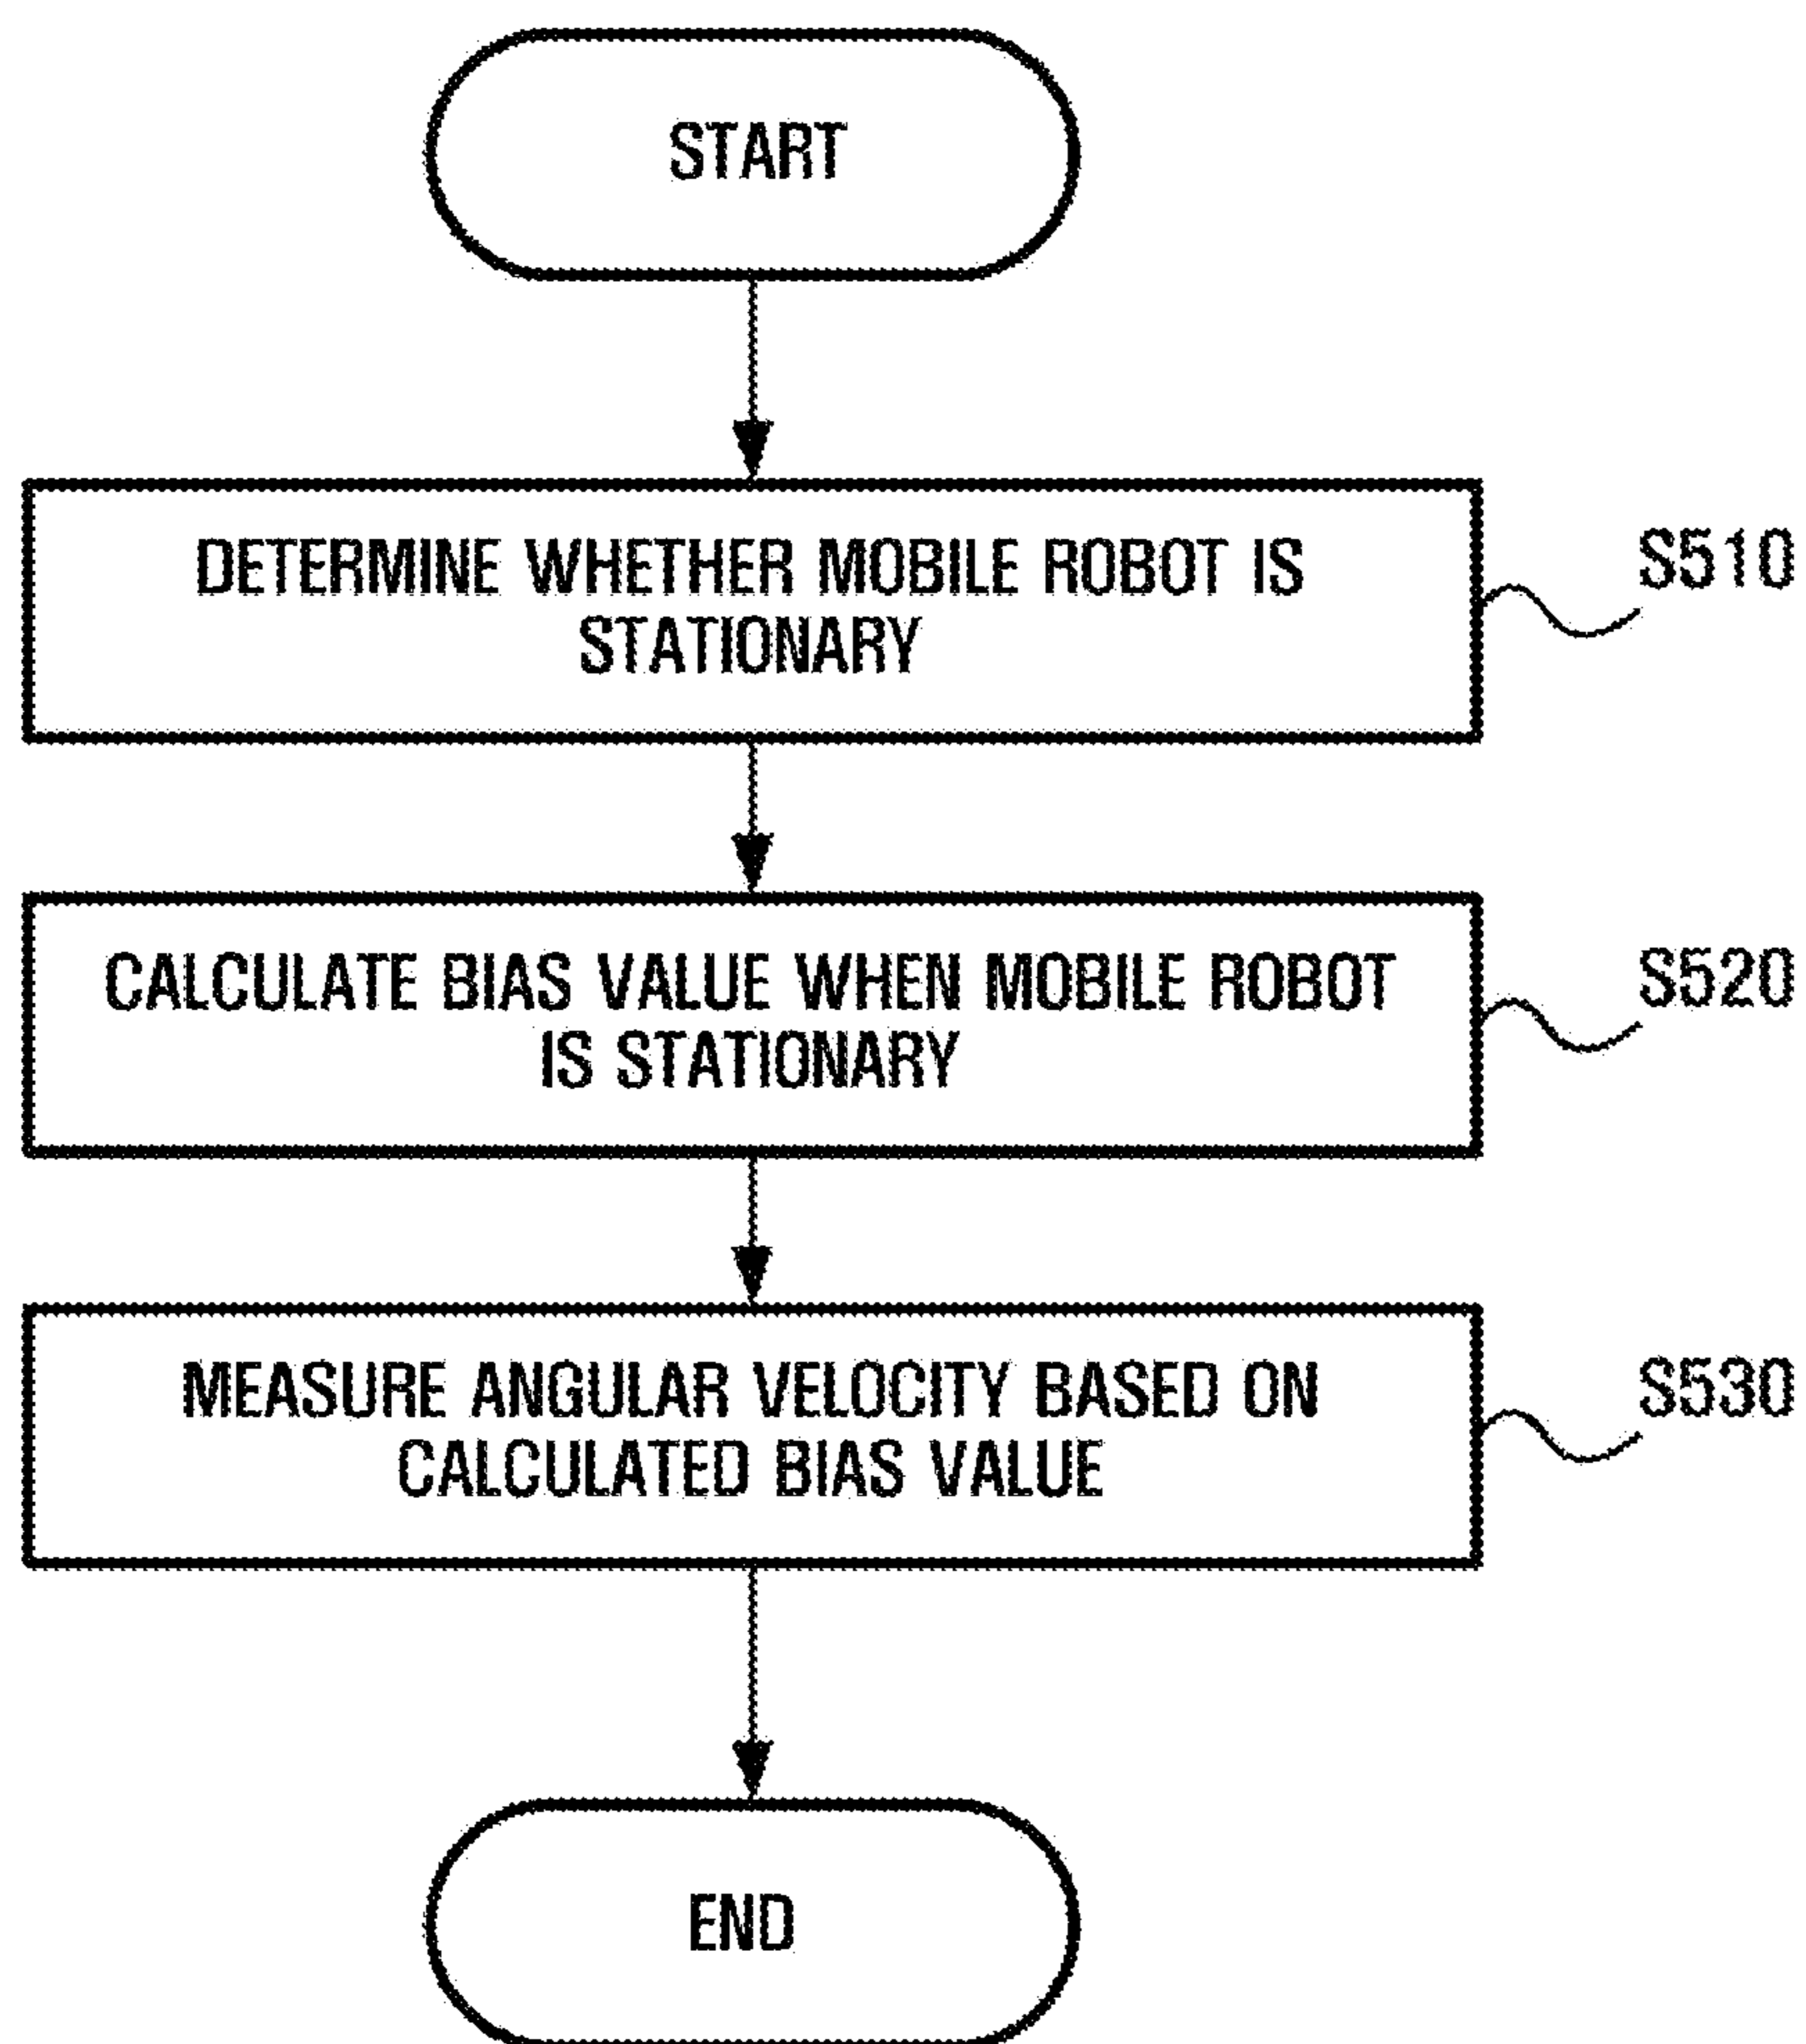 START
DETERMINE WHETHER MOBILE ROBOT IS
STATIONARY
S510
CALCULATE BIAS VALUE WHEN MOBILE ROBOT
IS STATIONARY
S520
MEASURE ANGULAR VELOCITY BASED ON
CALCULATED BIAS VALUE
S530
END